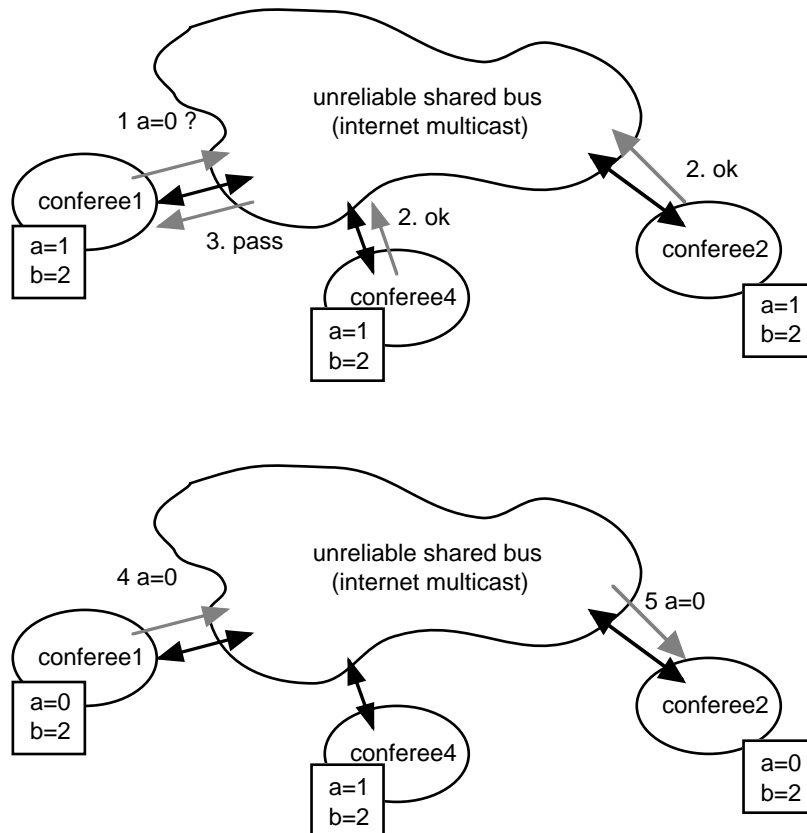 unreliable shared bus
(internet multicast)
1 a=0 ?
2. ok
conferee1
3. pass
2. ok
conferee2
a=1
b=2
conferee4
a=1
b=2
a=1
b=2
unreliable shared bus
(internet multicast)
4 a=0
5 a=0
conferee1
conferee2
a=0
b=2
conferee4
a=1
b=2
a=0
b=2